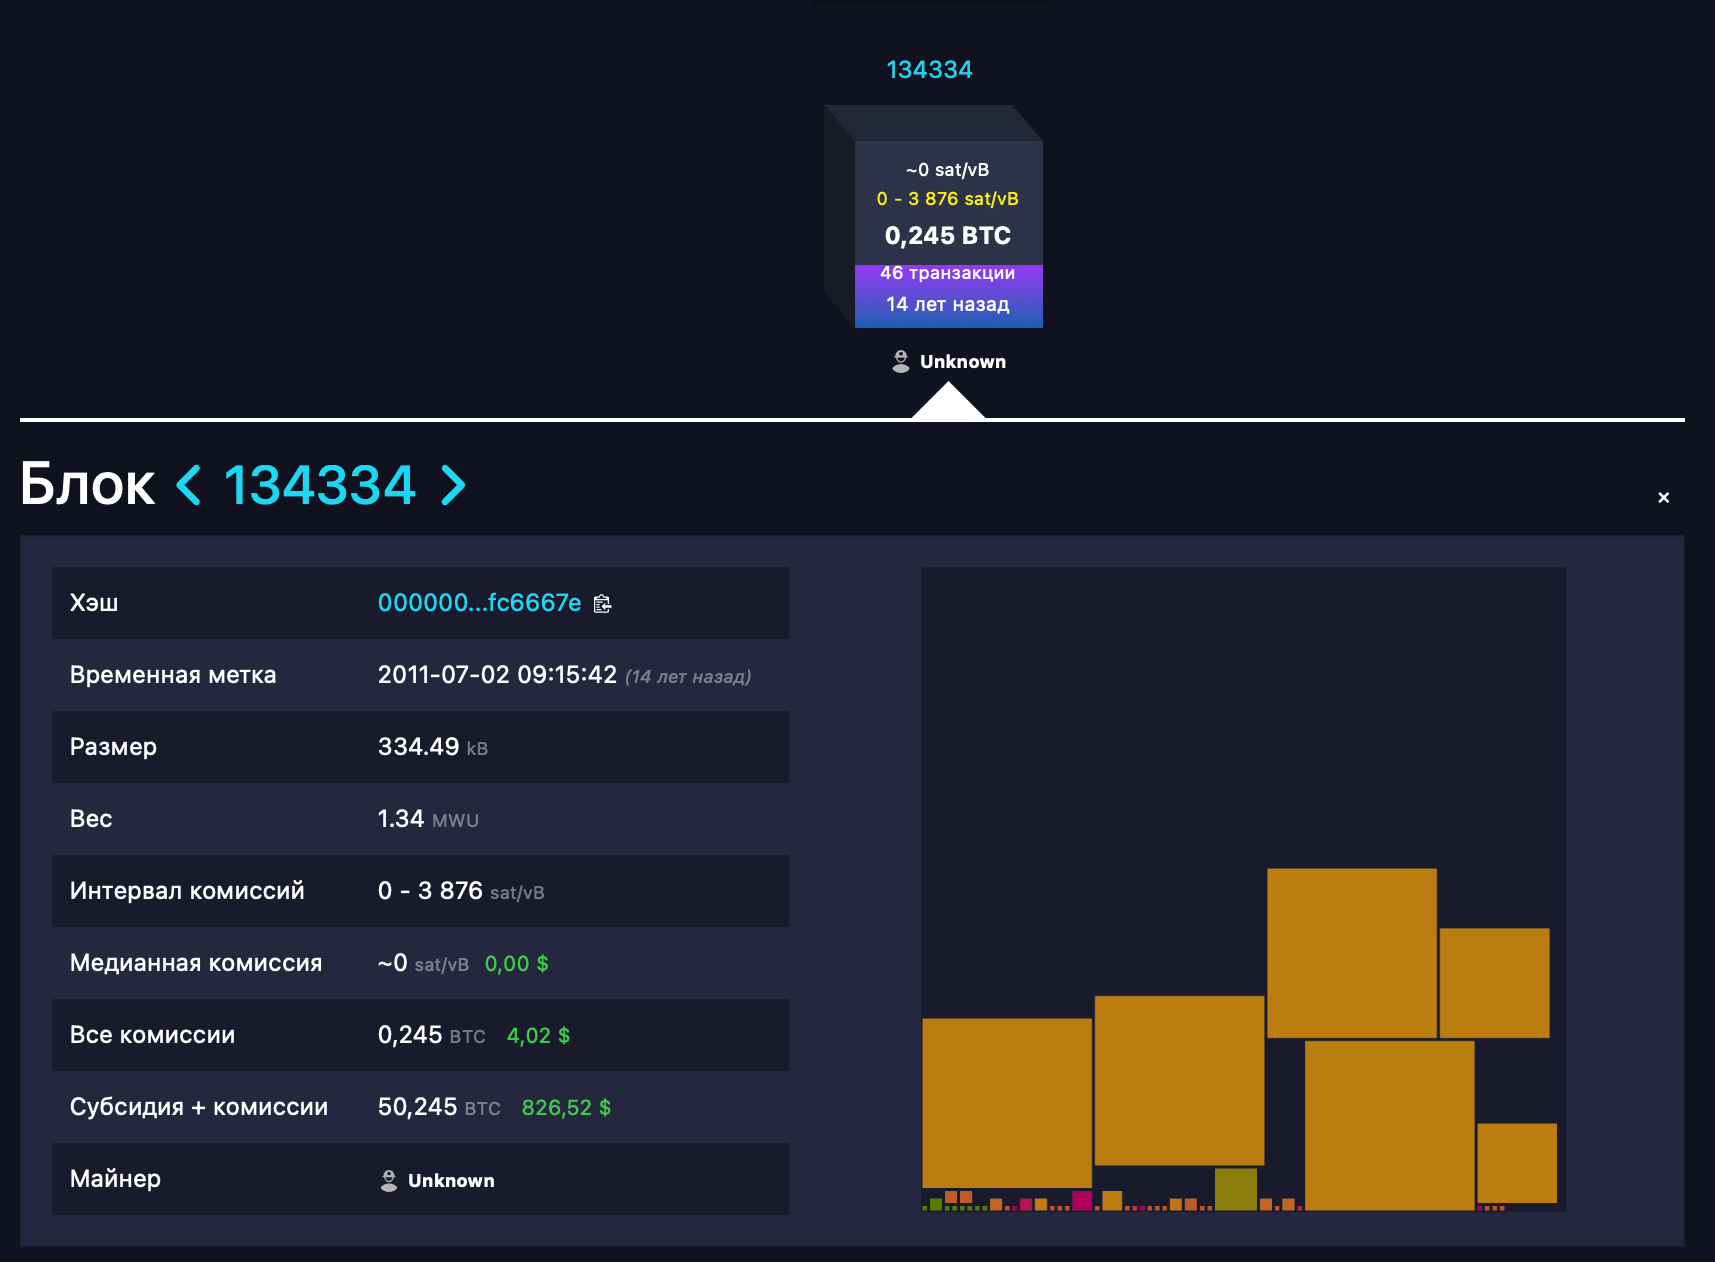 134334
~0 sat/vB
0 - 3 876 sat/vB
0,245 BTC
46 транзакции
14 лет назад
Unknown
Блок < 134334 >
×
Хэш 000000...fc6667e
Временная метка 2011-07-02 09:15:42 (14 лет назад)
Размер 334.49 kB
Вес 1.34 MWU
Интервал комиссий 0 - 3 876 sat/vB
Медианная комиссия ~0 sat/vB 0,00 $
Все комиссии 0,245 BTC 4,02 $
Субсидия + комиссии 50,245 BTC 826,52 $
Майнер Unknown